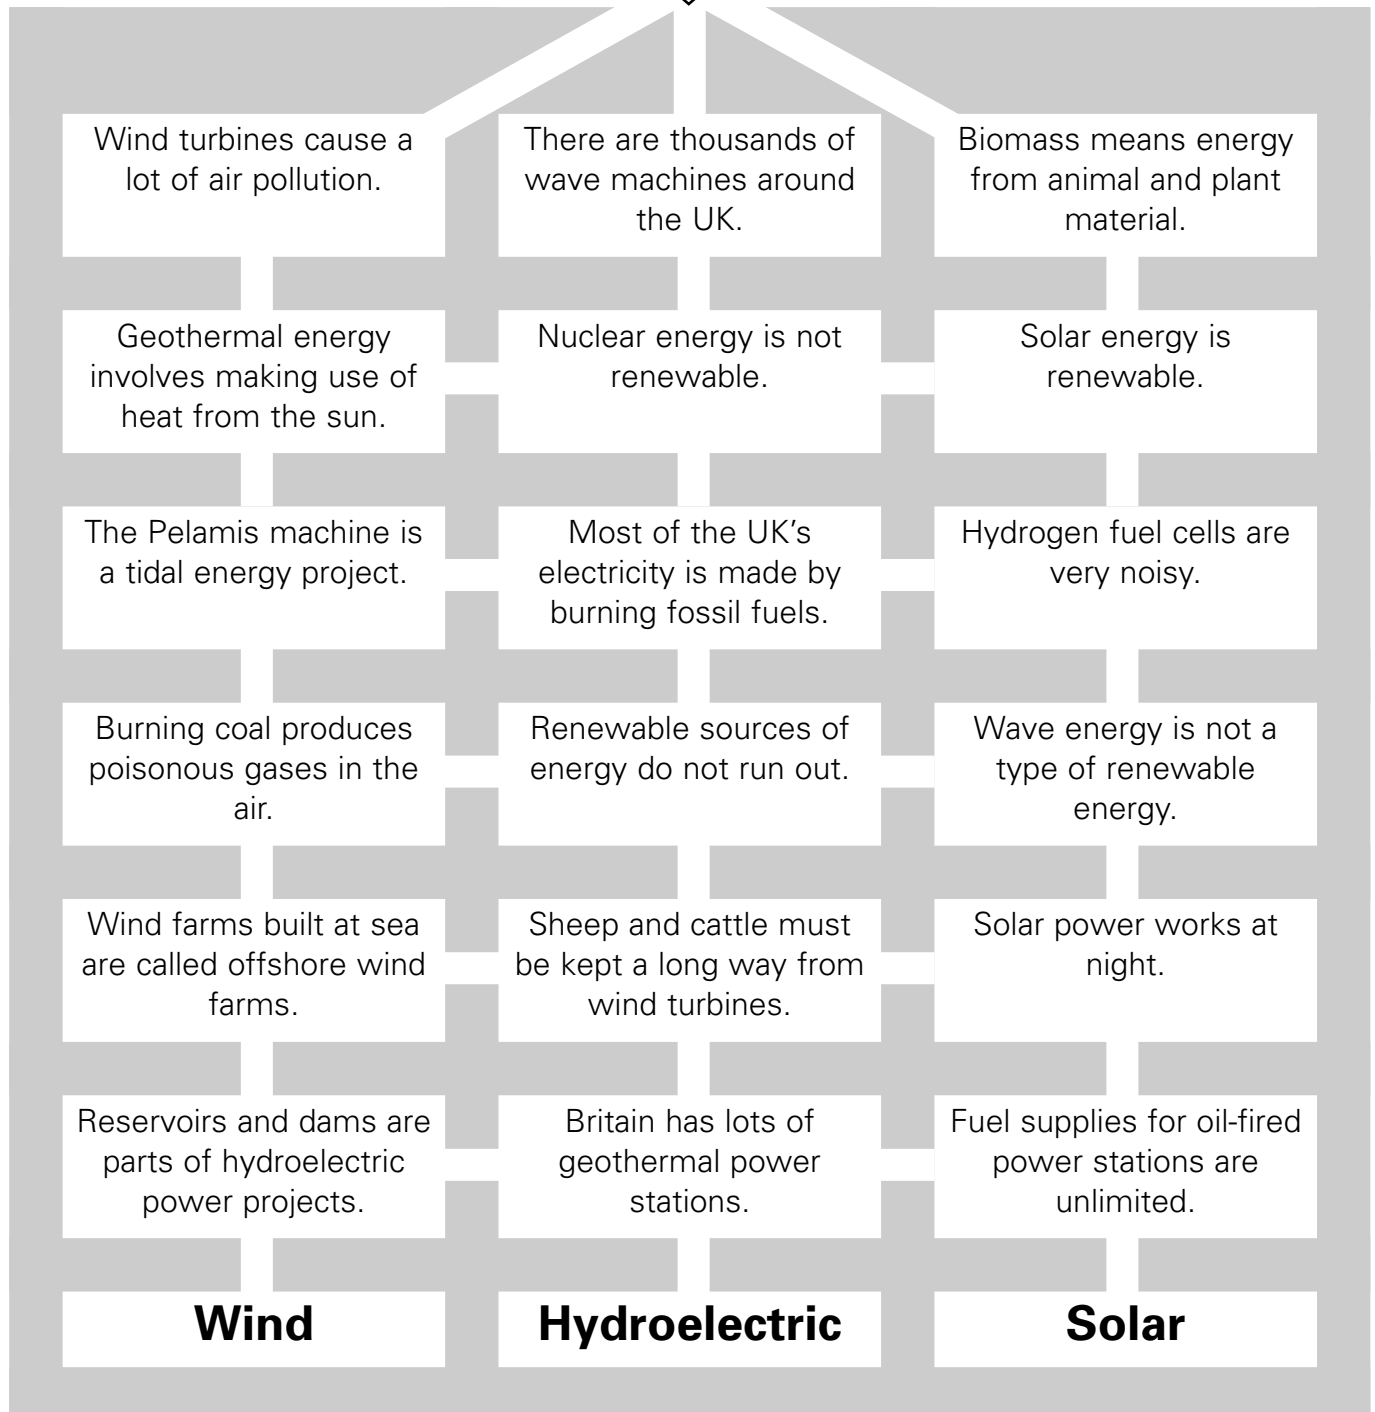 Wind turbines cause a
lot of air pollution.
There are thousands of
wave machines around
the UK.
Biomass means energy
from animal and plant
material.
Geothermal energy
involves making use of
heat from the sun.
Nuclear energy is not
renewable.
Solar energy is
renewable.
The Pelamis machine is
a tidal energy project.
Most of the UK’s
electricity is made by
burning fossil fuels.
Hydrogen fuel cells are
very noisy.
Burning coal produces
poisonous gases in the
air.
Renewable sources of
energy do not run out.
Wave energy is not a
type of renewable
energy.
Wind farms built at sea
are called offshore wind
farms.
Sheep and cattle must
be kept a long way from
wind turbines.
Solar power works at
night.
Reservoirs and dams are
parts of hydroelectric
power projects.
Britain has lots of
geothermal power
stations.
Fuel supplies for oil-fired
power stations are
unlimited.
Wind
Hydroelectric
Solar